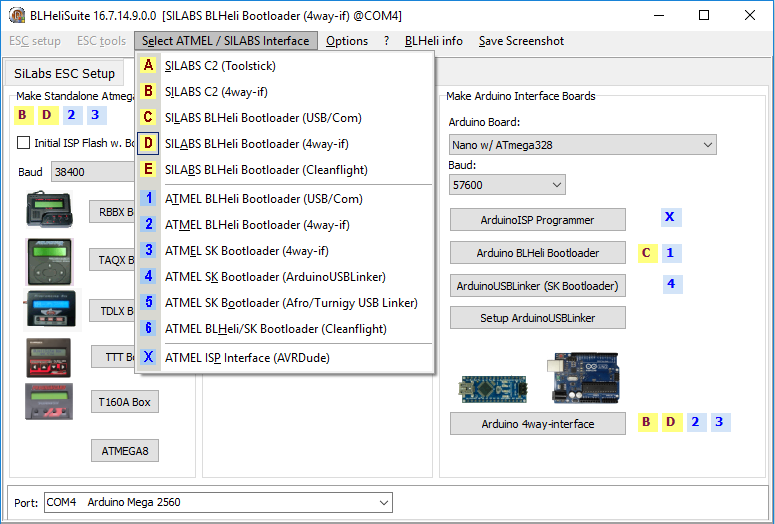 BLHeliSuite 16.7.14.9.0.0 [SILABS BLHeli Bootloader (4way-if) @COM4]
ESC setup ESC tools Select ATMEL / SILABS Interface Options ? BLHeli info Save Screenshot
SiLabs ESC Setup
Make Standalone Atmega
B D 2 3
Initial ISP Flash w. Bo
Baud 38400
RBBX B
TAQX B
TDLX B
TTT Bo
T160A Box
ATMEGA8
A SILABS C2 (Toolstick)
B SILABS C2 (4way-if)
C SILABS BLHeli Bootloader (USB/Com)
D SILABS BLHeli Bootloader (4way-if)
E SILABS BLHeli Bootloader (Cleanflight)
1 ATMEL BLHeli Bootloader (USB/Com)
2 ATMEL BLHeli Bootloader (4way-if)
3 ATMEL SK Bootloader (4way-if)
4 ATMEL SK Bootloader (ArduinoUSBLinker)
5 ATMEL SK Bootloader (Afro/Turnigy USB Linker)
6 ATMEL BLHeli/SK Bootloader (Cleanflight)
X ATMEL ISP Interface (AVRDude)
Make Arduino Interface Boards
Arduino Board:
Nano w/ ATmega328
Baud:
57600
ArduinoISP Programmer X
Arduino BLHeli Bootloader C 1
ArduinoUSBLinker (SK Bootloader) 4
Setup ArduinoUSBLinker
Arduino 4way-interface B D 2 3
Port: COM4 Arduino Mega 2560